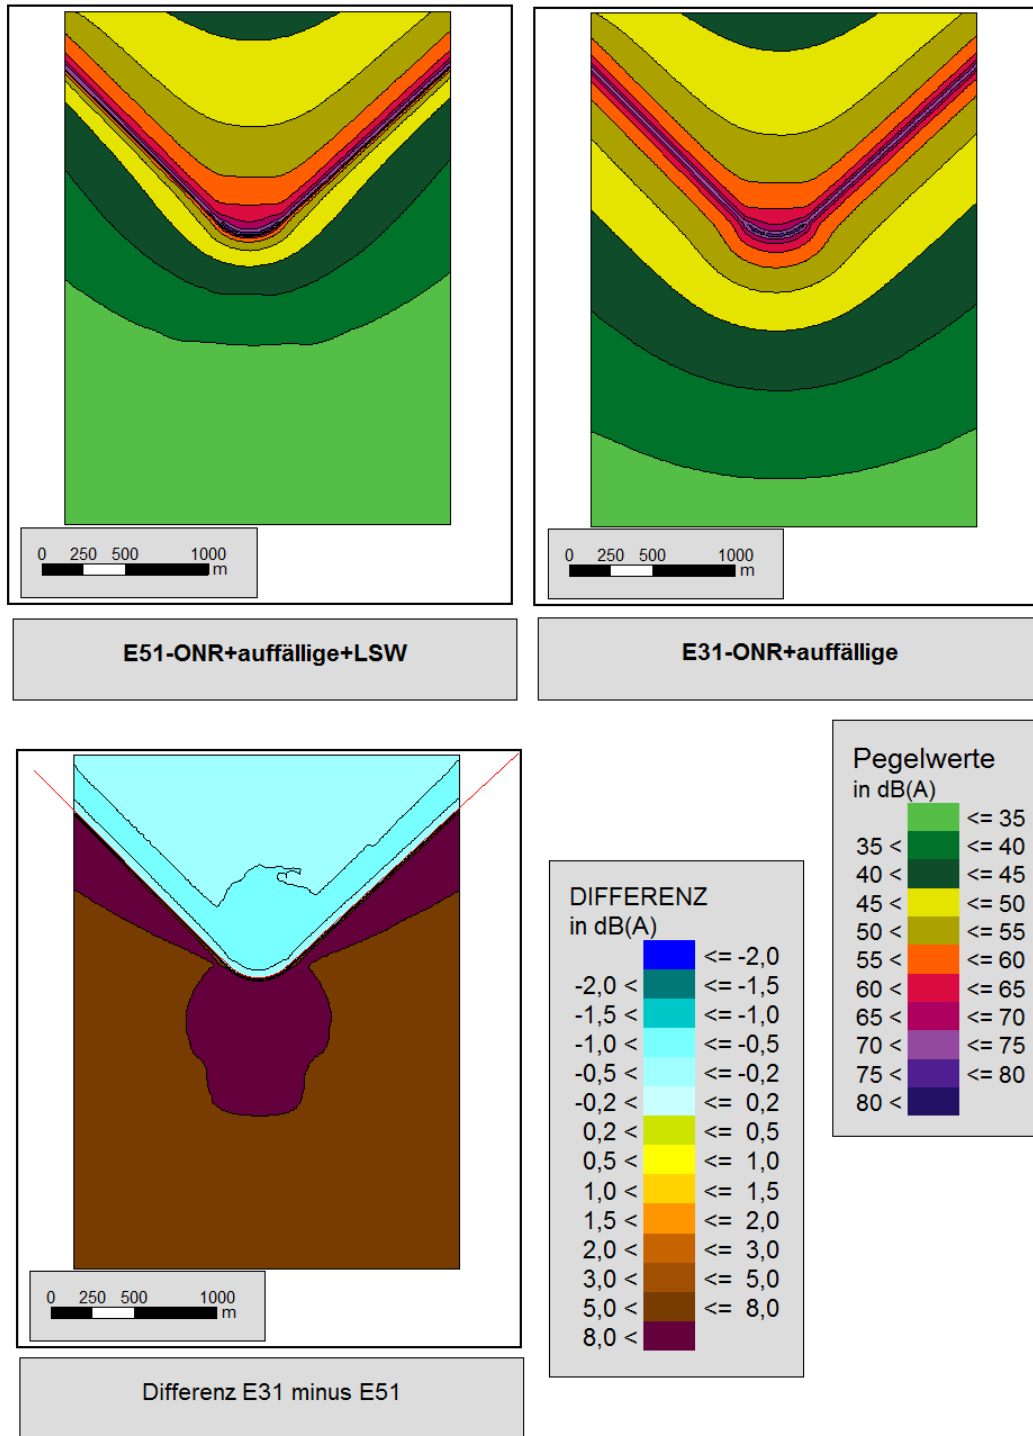 0 250 500 1000
m
E51-ONR+auffällige+LSW
0 250 500 1000
m
E31-ONR+auffällige
0 250 500 1000
m
Differenz E31 minus E51
DIFFERENZ
in dB(A)
<= -2,0
-2,0 < <= -1,5
-1,5 < <= -1,0
-1,0 < <= -0,5
-0,5 < <= -0,2
-0,2 < <= 0,2
0,2 < <= 0,5
0,5 < <= 1,0
1,0 < <= 1,5
1,5 < <= 2,0
2,0 < <= 3,0
3,0 < <= 5,0
5,0 < <= 8,0
8,0 <
Pegelwerte
in dB(A)
<= 35
35 < <= 40
40 < <= 45
45 < <= 50
50 < <= 55
55 < <= 60
60 < <= 65
65 < <= 70
70 < <= 75
75 < <= 80
80 <